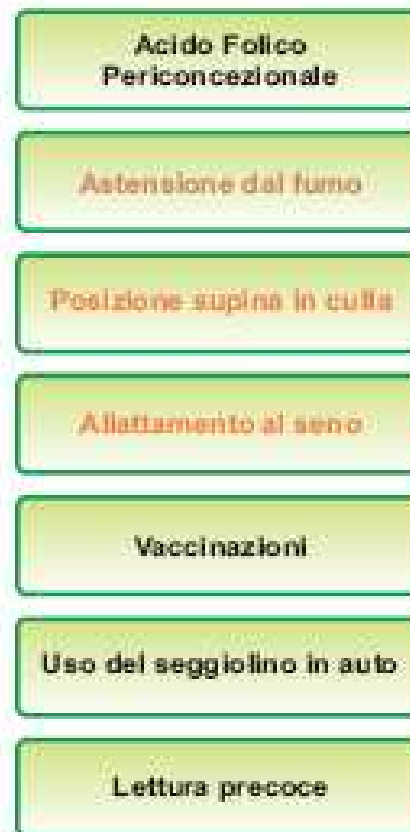 Acido Folico
Periconcezionale
Astensione dal fumo
Posizione supina in culla
Allattamento al seno
Vaccinazioni
Uso del seggiolino in auto
Lettura precoce